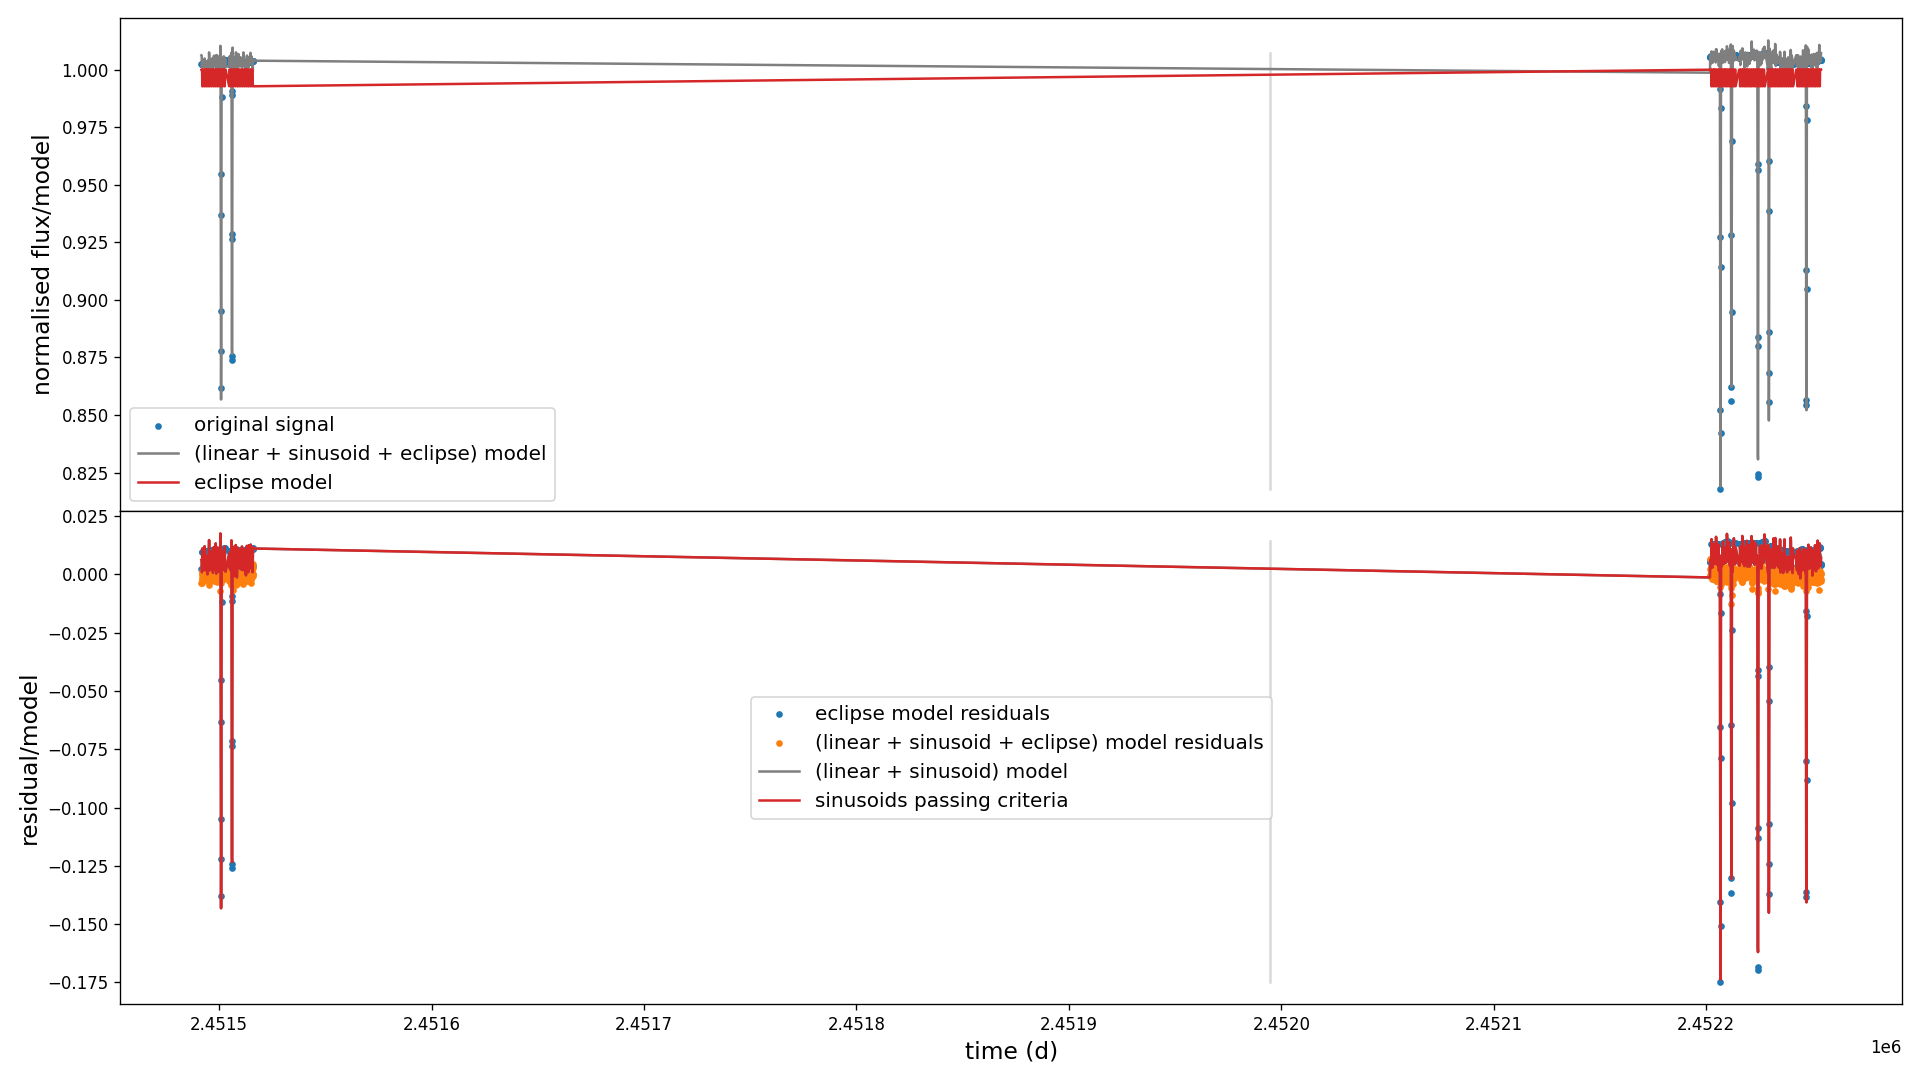 1.000
0.975
0.950
0.925
0.900
0.875
0.850
0.825
normalised flux/model
original signal
(linear + sinusoid + eclipse) model
eclipse model
0.025
0.000
−0.025
−0.050
−0.075
−0.100
−0.125
−0.150
−0.175
residual/model
eclipse model residuals
(linear + sinusoid + eclipse) model residuals
(linear + sinusoid) model
sinusoids passing criteria
2.4515 2.4516 2.4517 2.4518 2.4519 2.4520 2.4521 2.4522
1e6
time (d)